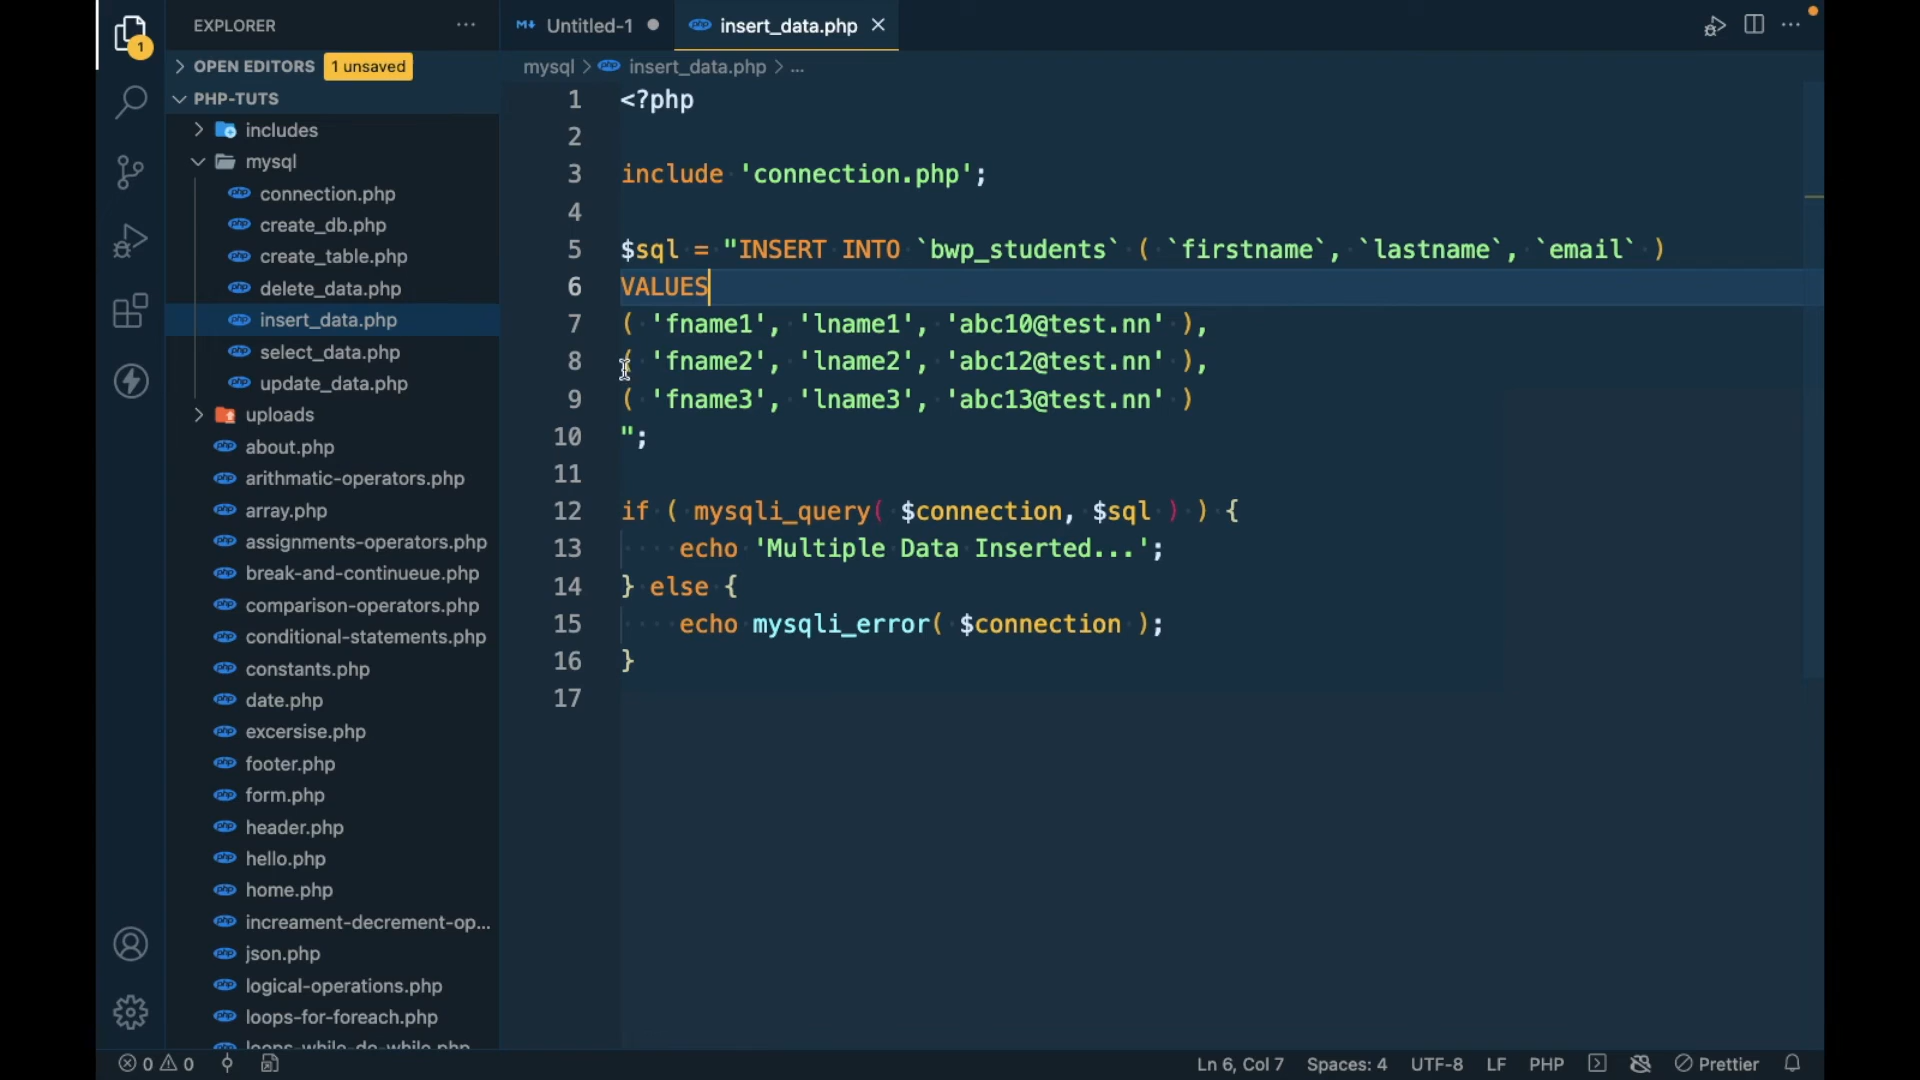 EXPLORER
Untitled-1
insert_data.php
1
OPEN EDITORS
1 unsaved
mysql > insert_data.php > ...
PHP-TUTS
includes
mysql
connection.php
create_db.php
create_table.php
delete_data.php
insert_data.php
select_data.php
update_data.php
uploads
about.php
arithmatic-operators.php
array.php
assignments-operators.php
break-and-continueue.php
comparison-operators.php
conditional-statements.php
constants.php
date.php
excersise.php
footer.php
form.php
header.php
hello.php
home.php
increament-decrement-op...
json.php
logical-operations.php
loops-for-foreach.php
loops-while-do-while.php
1 <?php
2
3 include 'connection.php';
4
5 $sql = "INSERT INTO `bwp_students` ( `firstname`, `lastname`, `email` )
6 VALUES
7 ( 'fname1', 'lname1', 'abc10@test.nn' ),
8 ( 'fname2', 'lname2', 'abc12@test.nn' ),
9 ( 'fname3', 'lname3', 'abc13@test.nn' )
10 ";
11
12 if ( mysqli_query( $connection, $sql ) ) {
13 echo 'Multiple Data Inserted...';
14 } else {
15 echo mysqli_error( $connection );
16 }
17
0 0
Ln 6, Col 7 Spaces: 4 UTF-8 LF PHP Prettier